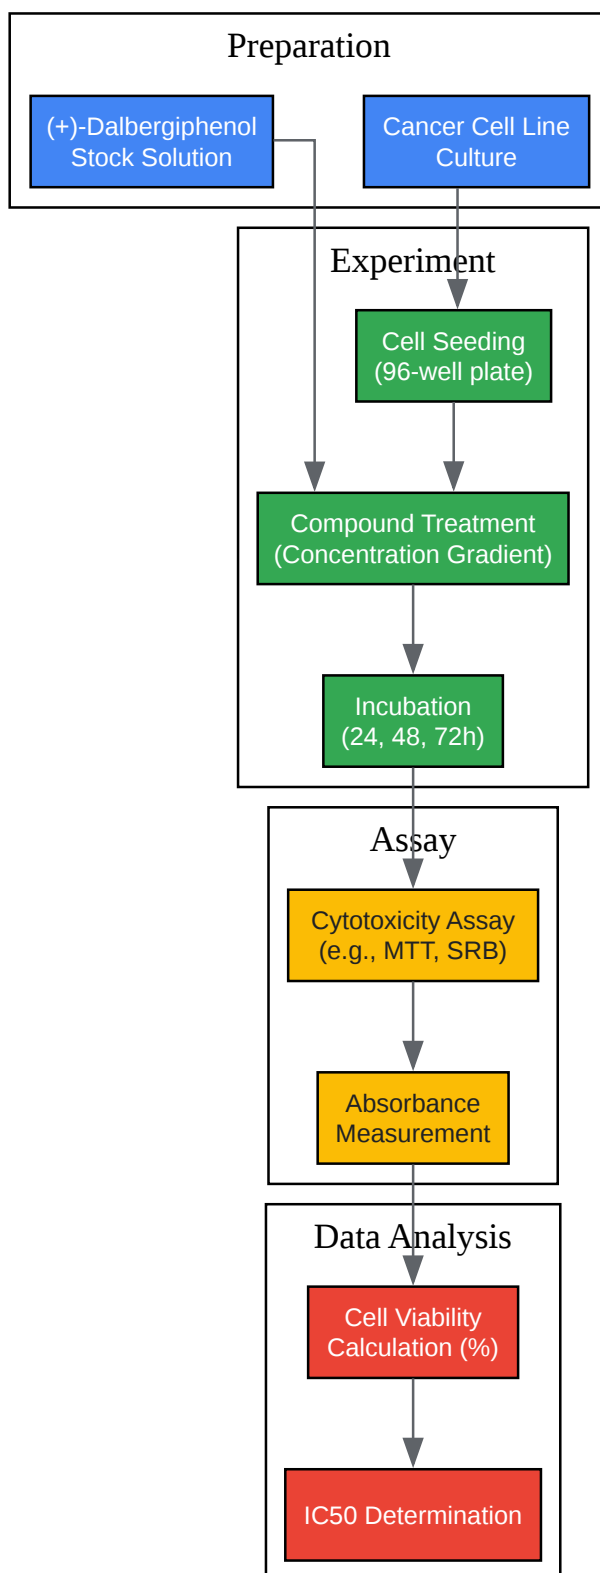 Preparation
(+)-Dalbergiphenol
Stock Solution
Cancer Cell Line
Culture
Experiment
Cell Seeding
(96-well plate)
Compound Treatment
(Concentration Gradient)
Incubation
(24, 48, 72h)
Assay
Cytotoxicity Assay
(e.g., MTT, SRB)
Absorbance
Measurement
Data Analysis
Cell Viability
Calculation (%)
IC50 Determination